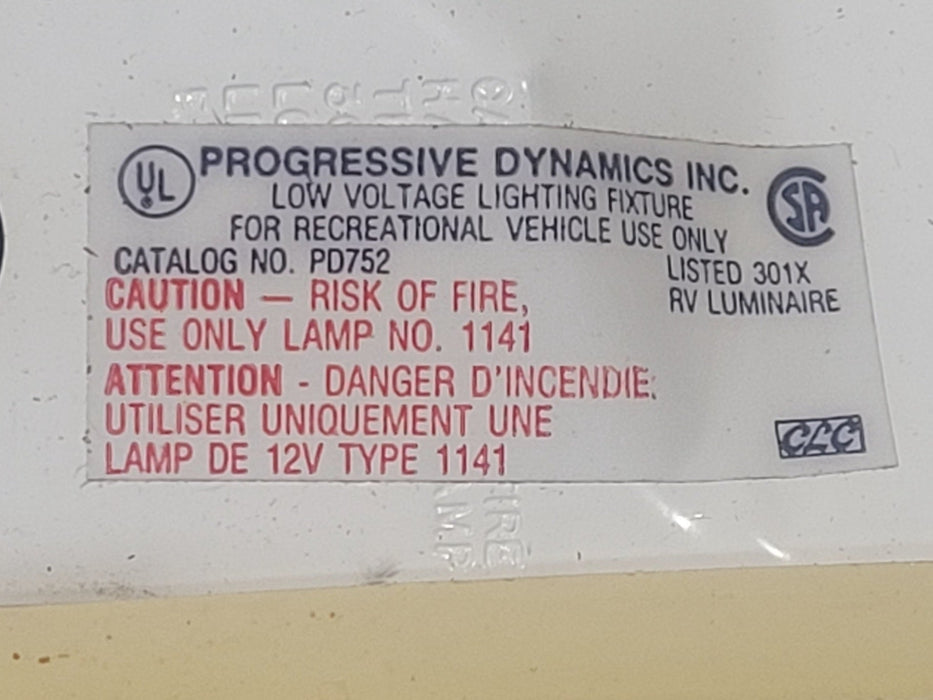 UL PROGRESSIVE DYNAMICS INC. SA
LOW VOLTAGE LIGHTING FIXTURE
FOR RECREATIONAL VEHICLE USE ONLY
CATALOG NO. PD752
LISTED 301X
RV LUMINAIRE
CAUTION — RISK OF FIRE,
USE ONLY LAMP NO. 1141
ATTENTION - DANGER D'INCENDIE:
UTILISER UNIQUEMENT UNE
LAMP DE 12V TYPE 1141
CLC